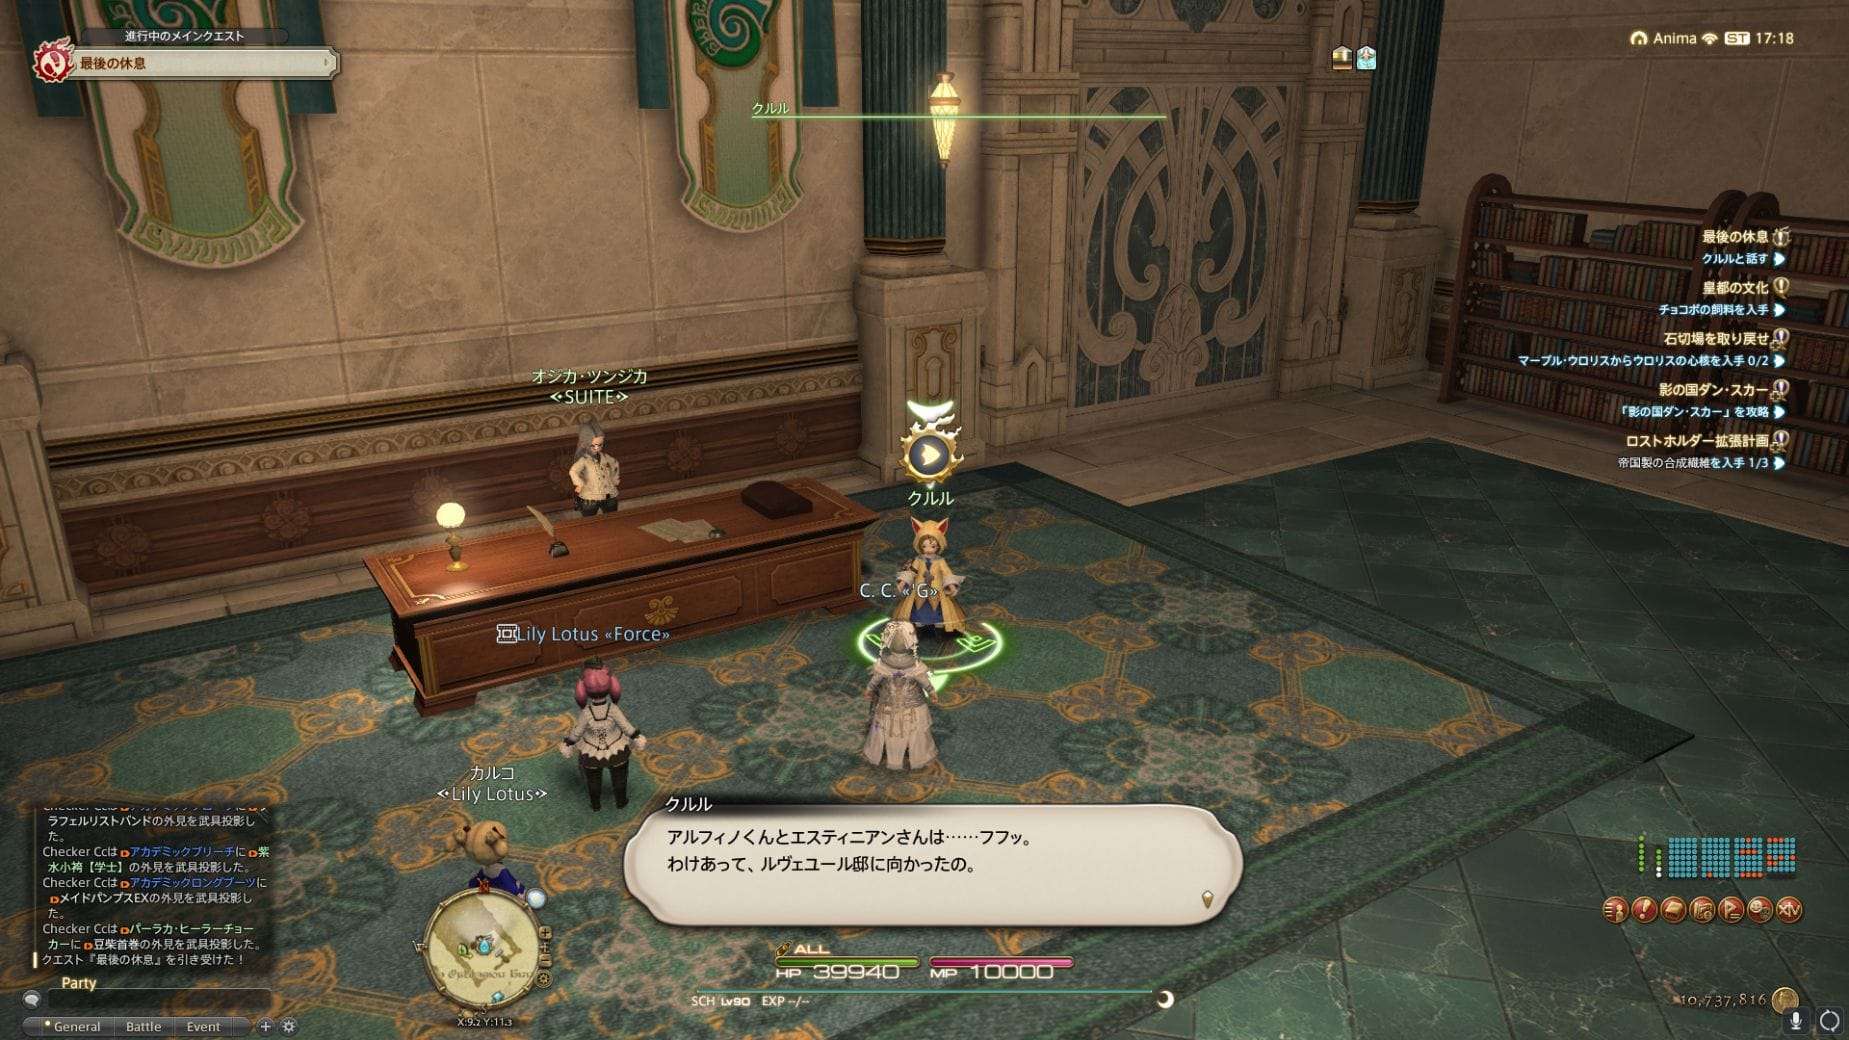 進行中のメインクエスト
最後の休息
Anima ST 17:18
クルル
最後の休息
クルルと話す
皇都の文化
チョコボの飼料を入手
石切場を取り戻せ
マーブル・ウロリスからウロリスの心核を入手 0/2
影の国ダン・スカー
「影の国ダン・スカー」を攻略
ロストホルダー拡張計画
帝国製の合成繊維を入手 1/3
オジカ・ツンジカ
SUITE
クルル
C. C. «'G»
Lily Lotus «Force»
カルコ
Lily Lotus
クルル
アルフィノくんとエスティニアンさんは……フフッ。
わけあって、ルヴェユール邸に向かったの。
ラフェルリストバンドの外見を武具投影し
た。
Checker Ccはアカデミックブリーチに紫
水小袴【学士】の外見を武具投影した。
Checker Ccはアカデミックロングブーツに
メイドパンプスEXの外見を武具投影し
た。
Checker Ccはパーラカ・ヒーラーチョー
カーに豆柴首巻の外見を武具投影した。
クエスト『最後の休息』を引き受けた！
Party
General Battle Event
X:9.2 Y:11.3
ALL
HP 39940 MP 10000
SCH Lv90 EXP --/--
10,737,816
XIV